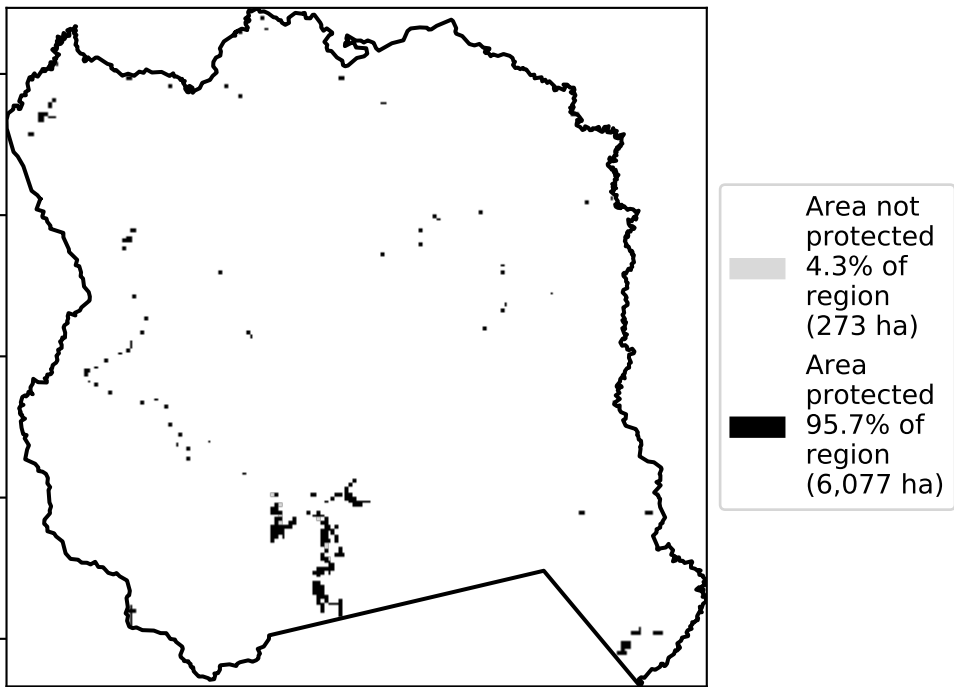 Area not
protected
4.3% of
region
(273 ha)
Area
protected
95.7% of
region
(6,077 ha)